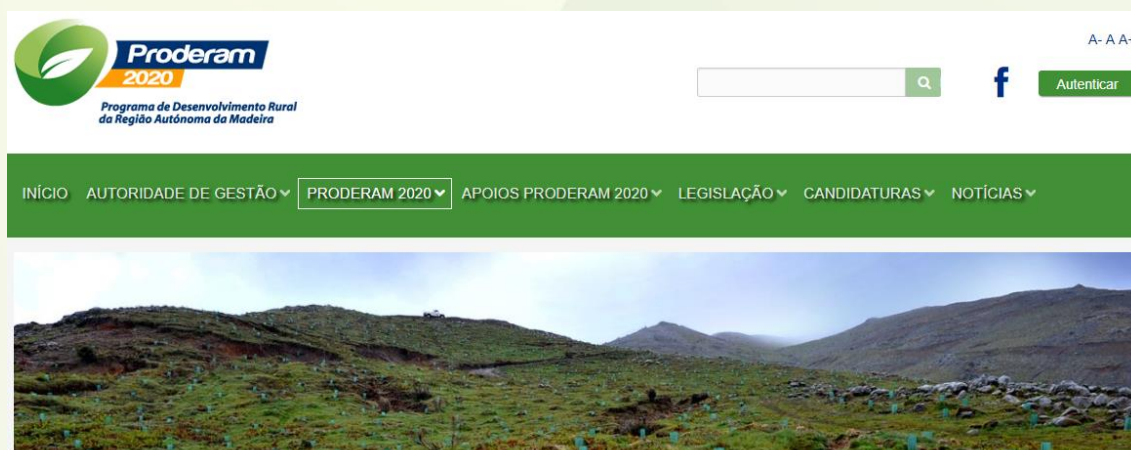 Proderam
2020
Programa de Desenvolvimento Rural
da Região Autónoma da Madeira
A- A A+
f
Autenticar
INÍCIO AUTORIDADE DE GESTÃO PRODERAM 2020 APOIOS PRODERAM 2020 LEGISLAÇÃO CANDIDATURAS NOTÍCIAS